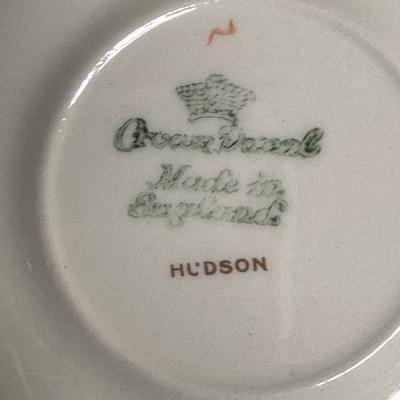 Crown Ducal
Made in
England
HUDSON